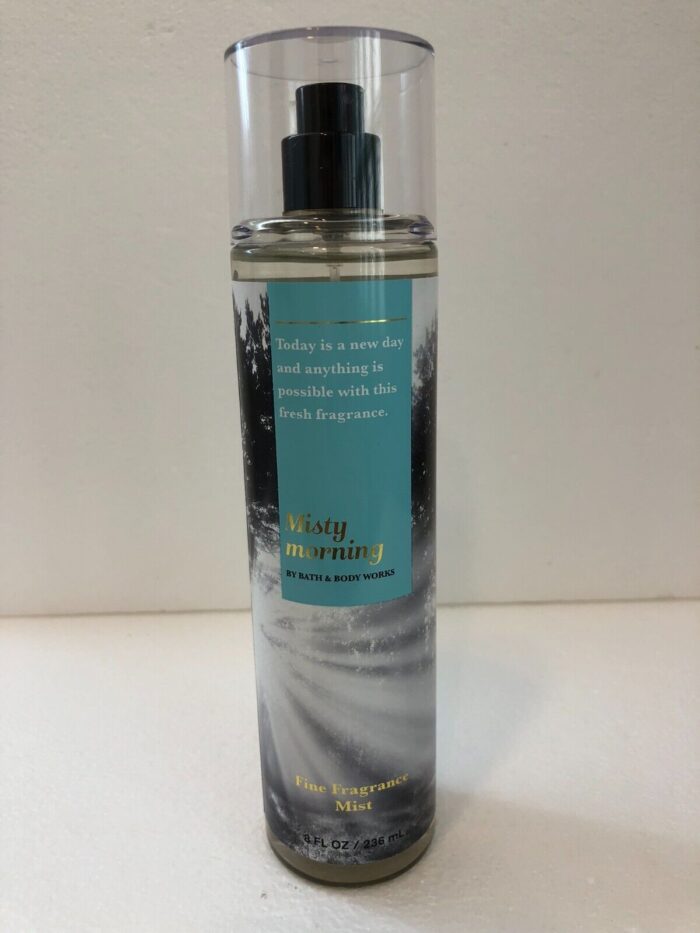 Today is a new day
and anything is
possible with this
fresh fragrance.
Misty
morning
BY BATH & BODY WORKS
Fine Fragrance
Mist
8 FL OZ / 236 mL